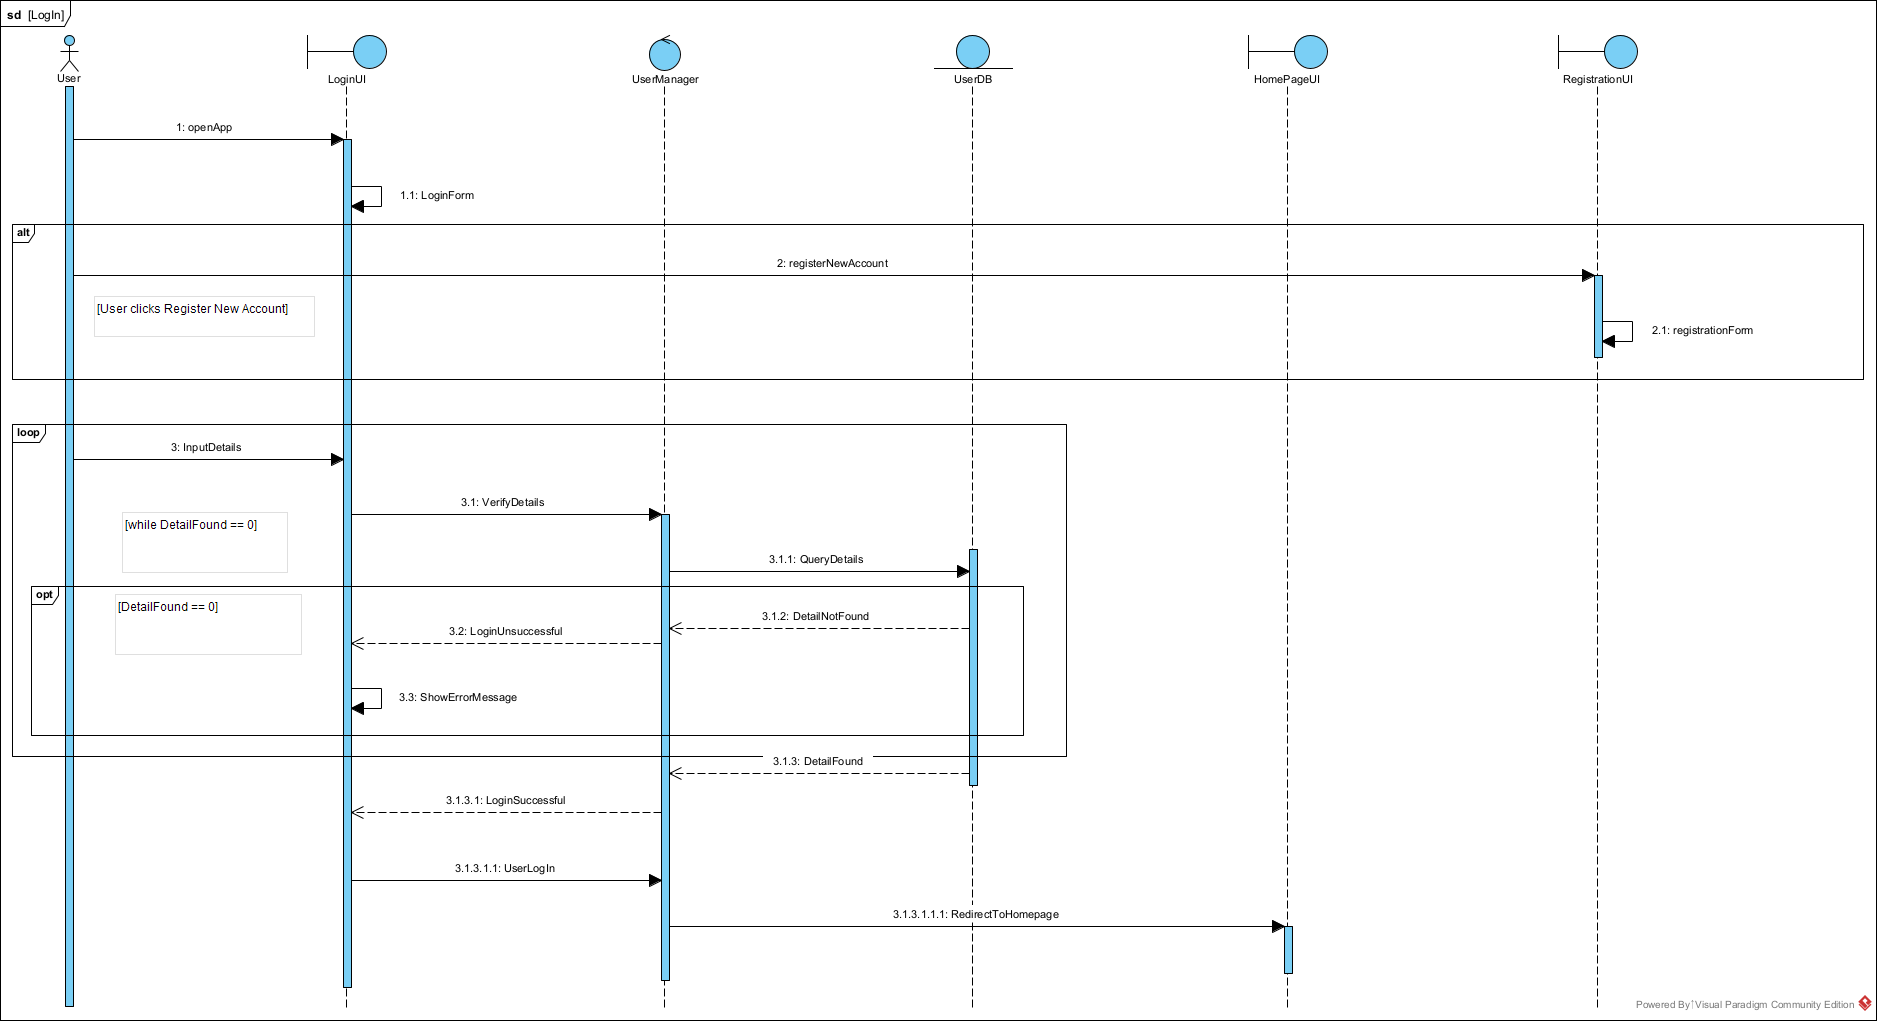 sd [LogIn]
User
LoginUI
UserManager
UserDB
HomePageUI
RegistrationUI
1: openApp
1.1: LoginForm
alt
2: registerNewAccount
[User clicks Register New Account]
2.1: registrationForm
loop
3: InputDetails
3.1: VerifyDetails
[while DetailFound == 0]
3.1.1: QueryDetails
opt
[DetailFound == 0]
3.1.2: DetailNotFound
3.2: LoginUnsuccessful
3.3: ShowErrorMessage
3.1.3: DetailFound
3.1.3.1: LoginSuccessful
3.1.3.1.1: UserLogIn
3.1.3.1.1.1: RedirectToHomepage
Powered By Visual Paradigm Community Edition